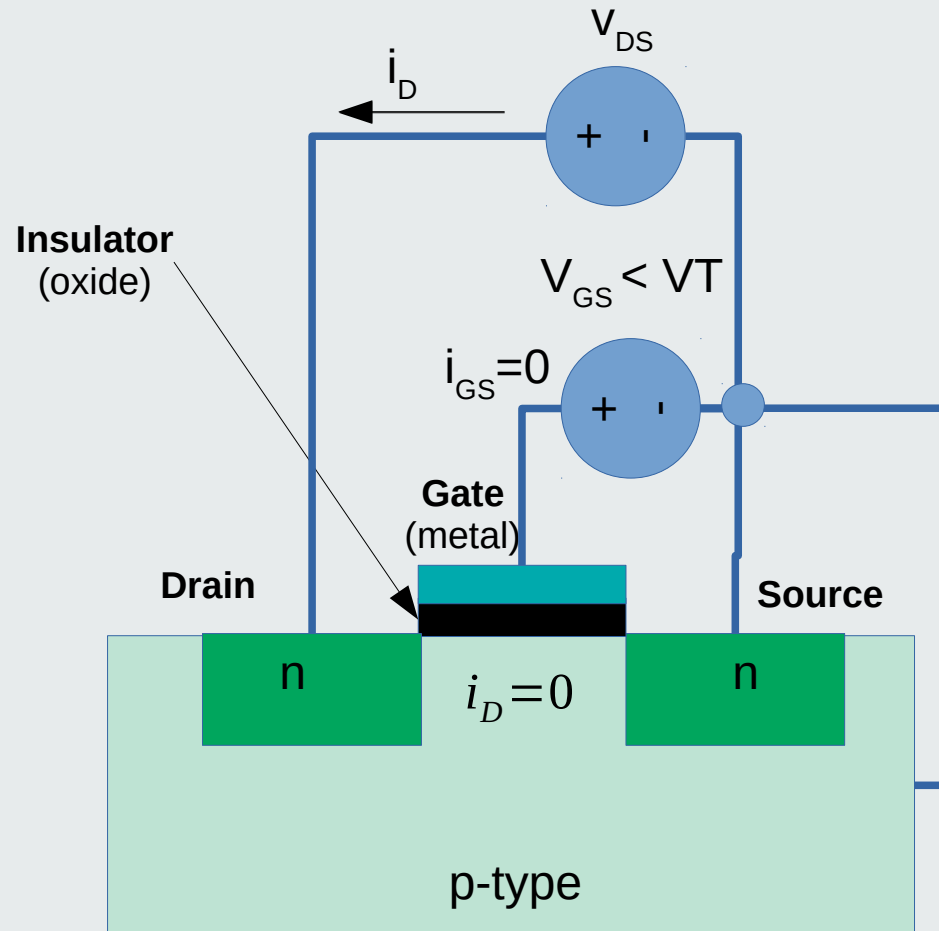 v_DS
i_D
+ -
Insulator
(oxide)
V_GS < VT
i_GS=0
+ -
Gate
(metal)
Drain
Source
n
i_D=0
n
p-type